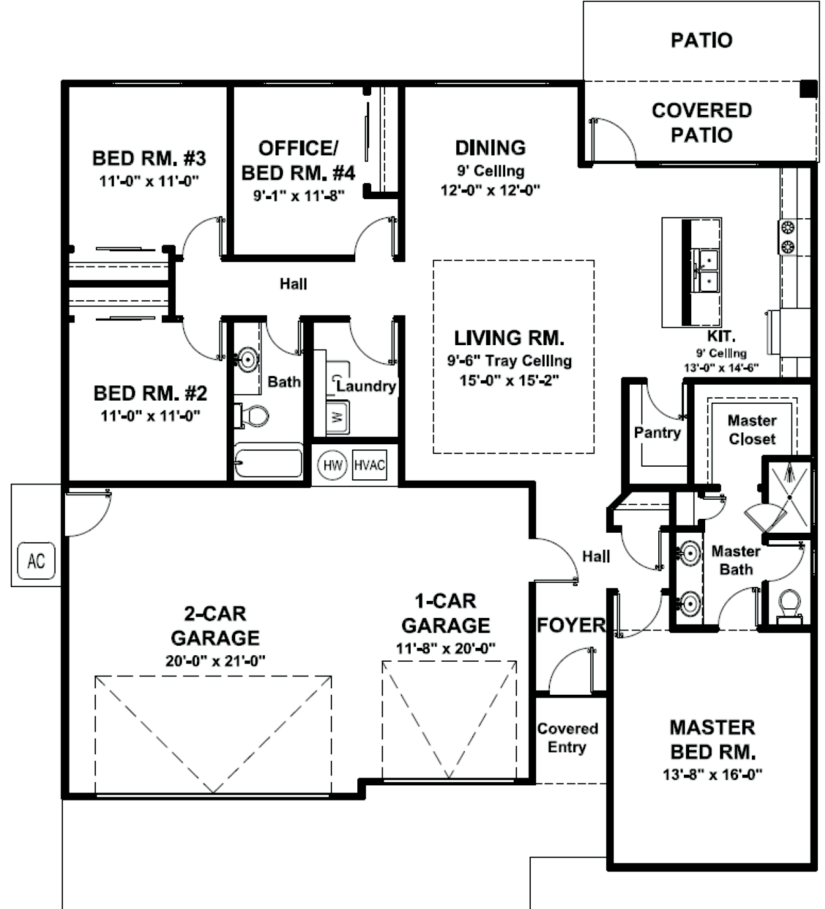 PATIO
COVERED
PATIO
BED RM. #3
11'-0" x 11'-0"
OFFICE/
BED RM. #4
9'-1" x 11'-8"
DINING
9' Ceiling
12'-0" x 12'-0"
Hall
LIVING RM.
9'-6" Tray Ceiling
15'-0" x 15'-2"
KIT.
9' Ceiling
13'-0" x 14'-6"
BED RM. #2
11'-0" x 11'-0"
Bath
Laundry
W
HW
HVAC
Pantry
Master
Closet
AC
Hall
Master
Bath
2-CAR
GARAGE
20'-0" x 21'-0"
1-CAR
GARAGE
11'-8" x 20'-0"
FOYER
Covered
Entry
MASTER
BED RM.
13'-8" x 16'-0"